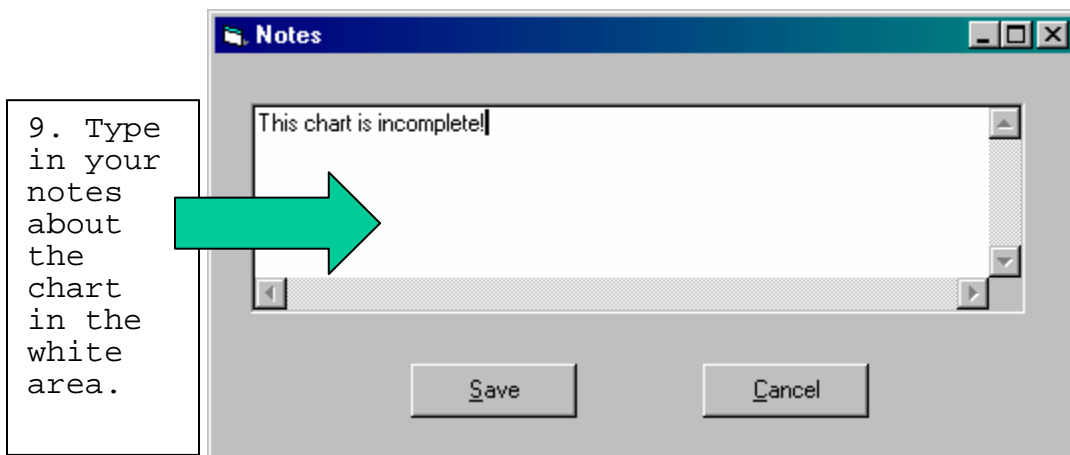 Notes
9. Type
in your
notes
about
the
chart
in the
white
area.
This chart is incomplete!
Save
Cancel